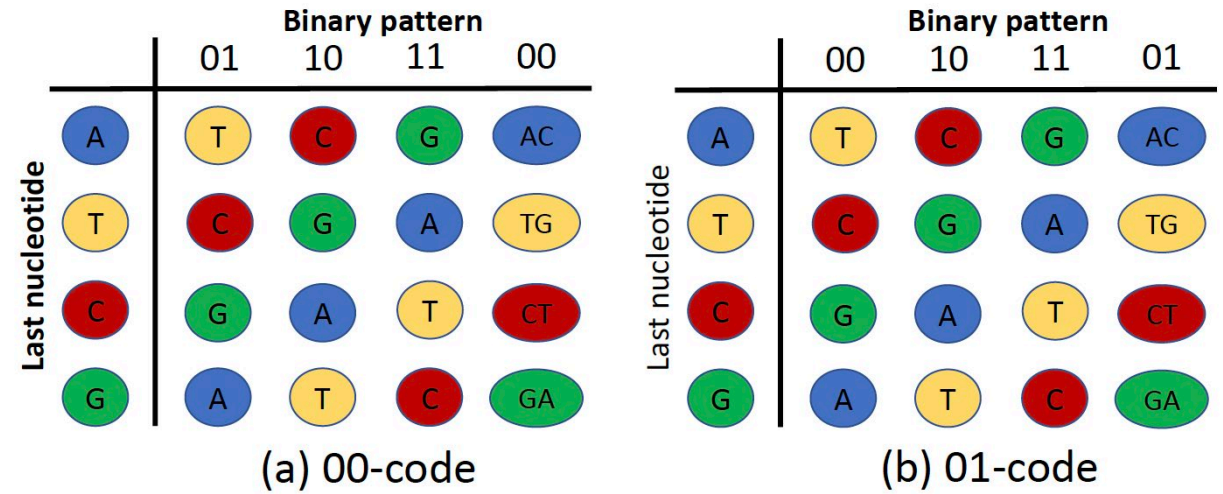 Binary pattern
01 10 11 00
A T C G AC
T C G A TG
C G A T CT
G A T C GA
Last nucleotide
(a) 00-code
Binary pattern
00 10 11 01
A T C G AC
T C G A TG
C G A T CT
G A T C GA
Last nucleotide
(b) 01-code